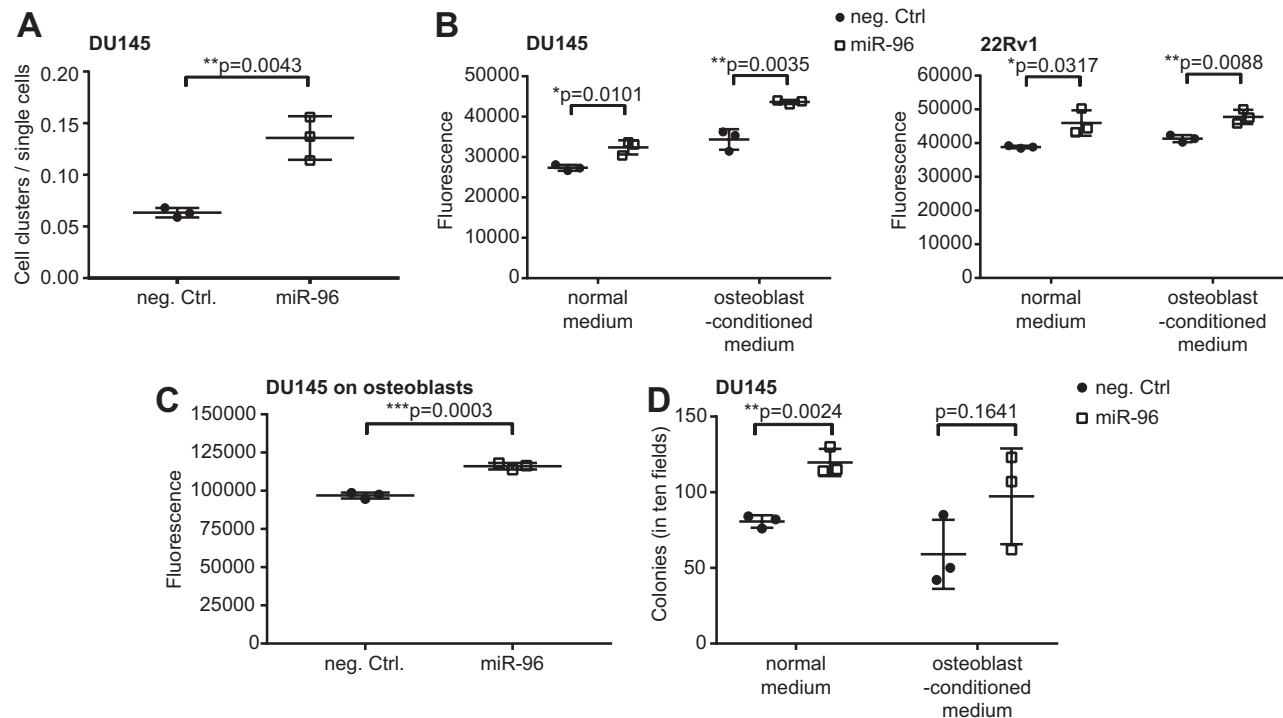 A
DU145
**p=0.0043
0.20
0.15
0.10
0.05
0.00
Cell clusters / single cells
neg. Ctrl.
miR-96
B
neg. Ctrl
miR-96
DU145
*p=0.0101
**p=0.0035
50000
40000
30000
20000
10000
0
Fluorescence
normal
medium
osteoblast
-conditioned
medium
22Rv1
*p=0.0317
**p=0.0088
60000
50000
40000
30000
20000
10000
0
Fluorescence
normal
medium
osteoblast
-conditioned
medium
C
DU145 on osteoblasts
***p=0.0003
150000
125000
100000
75000
50000
25000
0
Fluorescence
neg. Ctrl.
miR-96
D
DU145
neg. Ctrl
miR-96
**p=0.0024
p=0.1641
150
100
50
0
Colonies (in ten fields)
normal
medium
osteoblast
-conditioned
medium